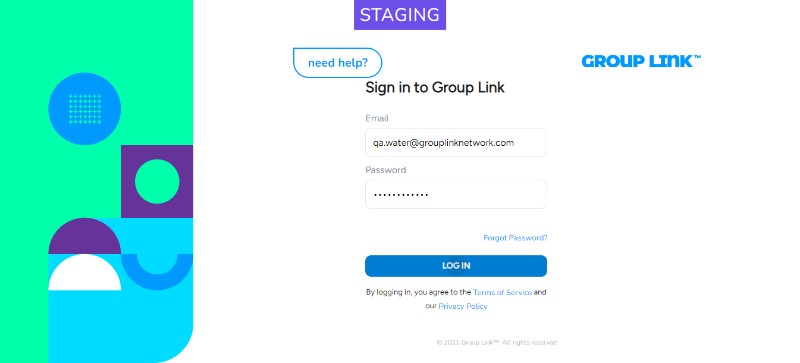 STAGING
need help?
GROUP LINK™
Sign in to Group Link
Email
qa.water@grouplinknetwork.com
Password
••••••••••••
Forgot Password?
LOG IN
By logging in, you agree to the Terms of Service and
our Privacy Policy
© 2021 Group Link™. All rights reserved